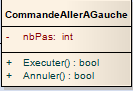 CommandeAllerAGauche
- nbPas: int
+ Executer() : bool
+ Annuler() : bool